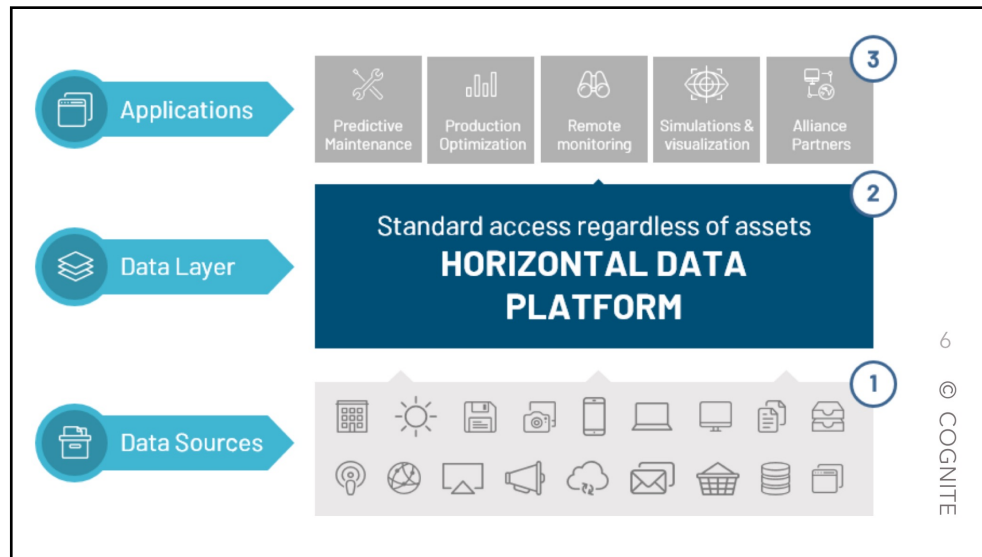 Applications
Predictive
Maintenance
Production
Optimization
Remote
monitoring
Simulations &
visualization
Alliance
Partners
3
Data Layer
Standard access regardless of assets
HORIZONTAL DATA
PLATFORM
2
Data Sources
1
6
© COGNITE